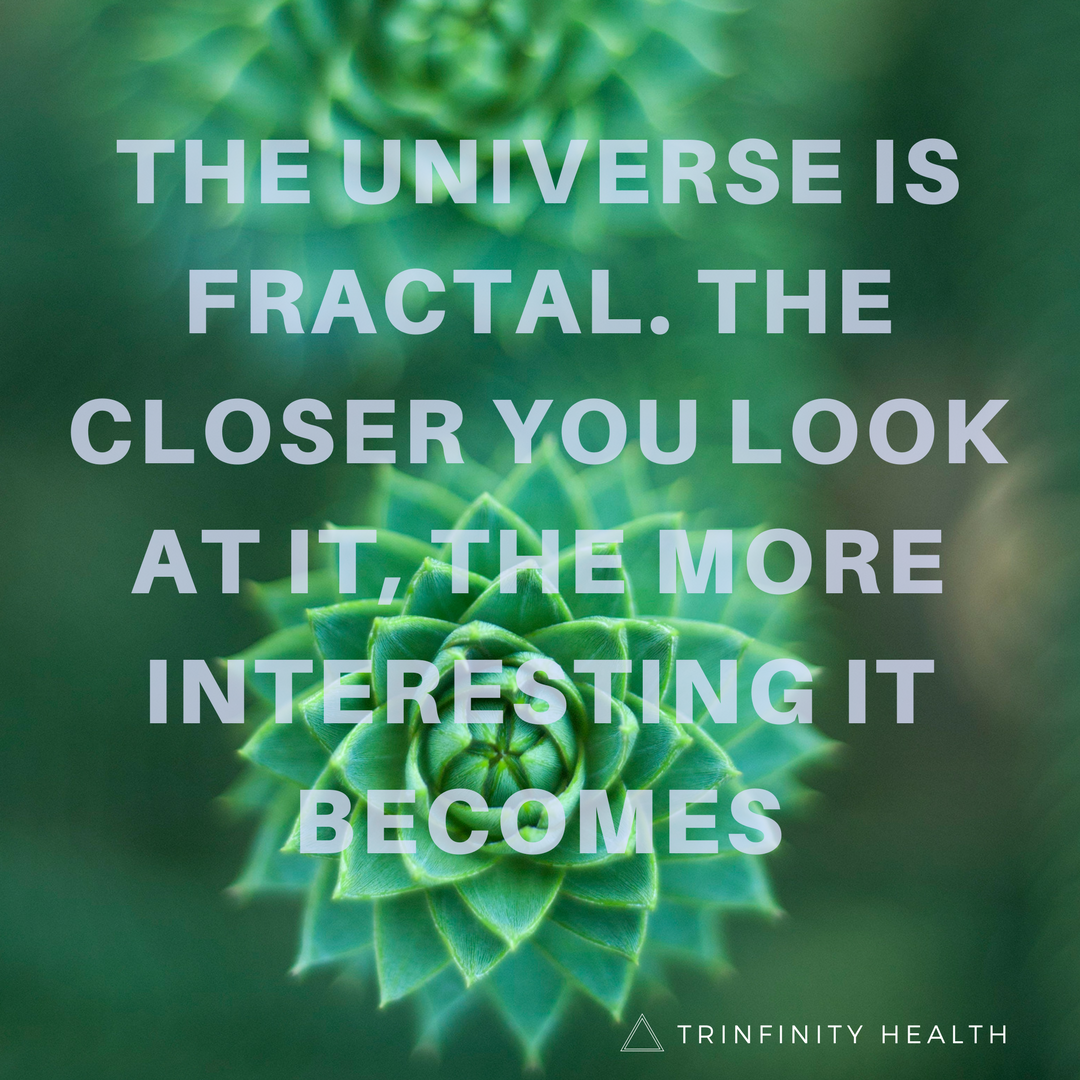 THE UNIVERSE IS
FRACTAL. THE
CLOSER YOU LOOK
AT IT, THE MORE
INTERESTING IT
BECOMES
TRINFINITY HEALTH